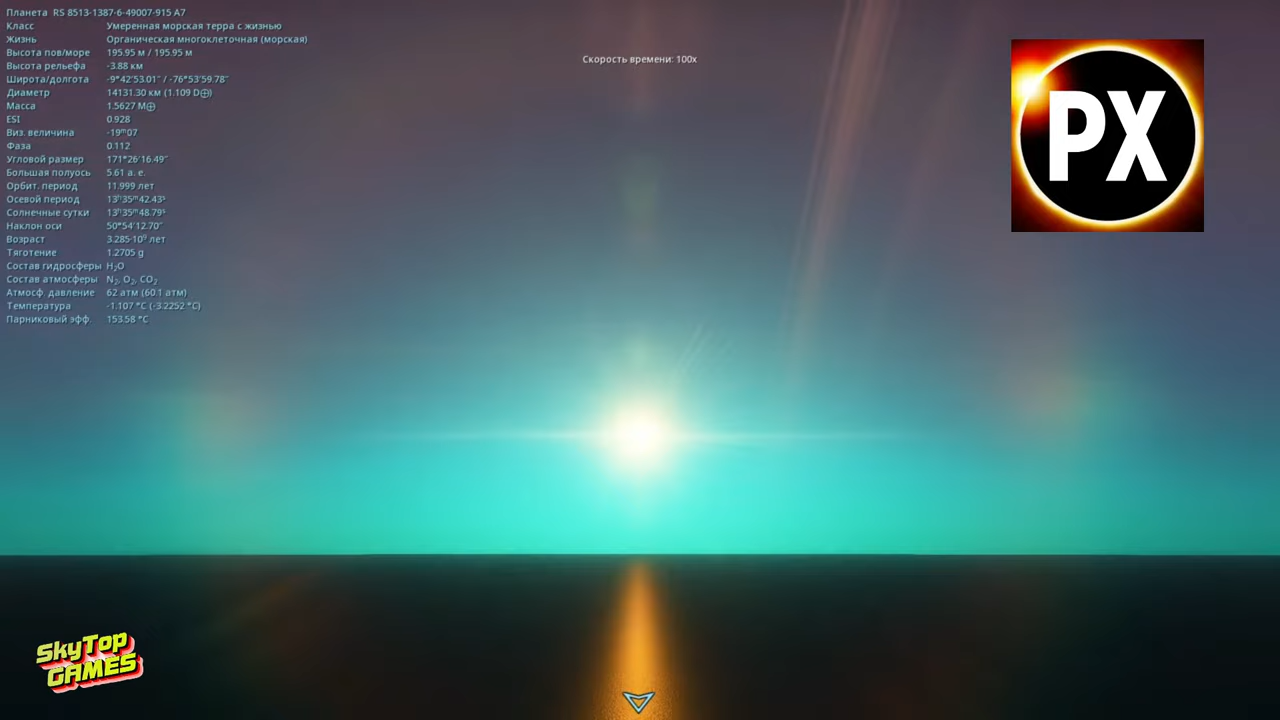 Планета RS 8513-1387-6-49007-915 A7
Класс Умеренная морская терра с жизнью
Жизнь Органическая многоклеточная (морская)
Высота пов/море 195.95 м / 195.95 м
Высота рельефа -3.88 км
Широта/долгота -9°42'53.01" / -76°53'59.78"
Диаметр 14131.30 км (1.109 D⊕)
Масса 1.5627 M⊕
ESI 0.928
Виз. величина -19ᵐ07
Фаза 0.112
Угловой размер 171°26'16.49"
Большая полуось 5.61 а. е.
Орбит. период 11.999 лет
Осевой период 13ʰ35ᵐ42.43ˢ
Солнечные сутки 13ʰ35ᵐ48.79ˢ
Наклон оси 50°54'12.70"
Возраст 3.285·10⁹ лет
Тяготение 1.2705 g
Состав гидросферы H₂O
Состав атмосферы N₂, O₂, CO₂
Атмосф. давление 62 атм (60.1 атм)
Температура -1.107 °C (-3.2252 °C)
Парниковый эфф. 153.58 °C
Скорость времени: 100x
PX
SkyTop
GAMES